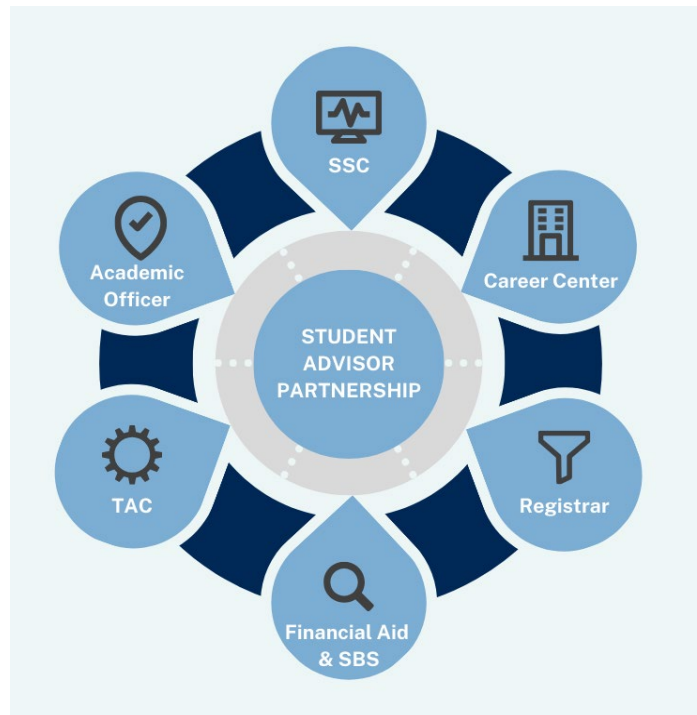 SSC
Career Center
Registrar
Financial Aid
& SBS
TAC
Academic
Officer
STUDENT
ADVISOR
PARTNERSHIP